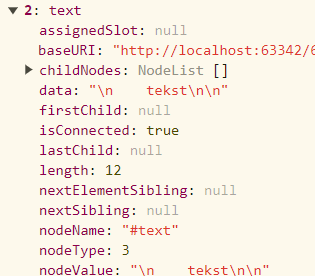 ▼ 2: text
assignedSlot: null
baseURI: "http://localhost:63342/
▶ childNodes: NodeList []
data: "\n    tekst\n\n"
firstChild: null
isConnected: true
lastChild: null
length: 12
nextElementSibling: null
nextSibling: null
nodeName: "#text"
nodeType: 3
nodeValue: "\n    tekst\n\n"